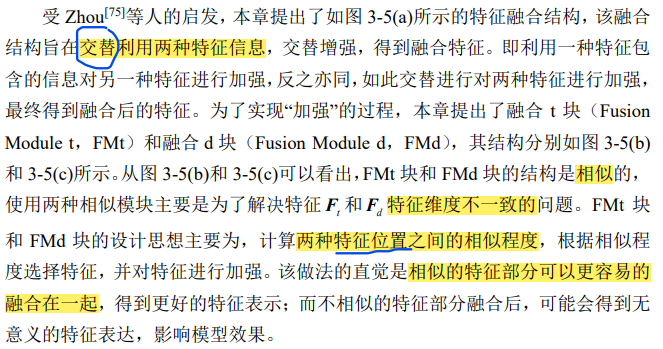 受 Zhou[75]等人的启发，本章提出了如图 3-5(a)所示的特征融合结构，该融合
结构旨在交替利用两种特征信息，交替增强，得到融合特征。即利用一种特征包
含的信息对另一种特征进行加强，反之亦同，如此交替进行对两种特征进行加强，
最终得到融合后的特征。为了实现“加强”的过程，本章提出了融合 t 块（Fusion
Module t，FMt）和融合 d 块（Fusion Module d，FMd），其结构分别如图 3-5(b)
和 3-5(c)所示。从图 3-5(b)和 3-5(c)可以看出，FMt 块和 FMd 块的结构是相似的，
使用两种相似模块主要是为了解决特征 Ft 和 Fd 特征维度不一致的问题。FMt 块
和 FMd 块的设计思想主要为，计算两种特征位置之间的相似程度，根据相似程
度选择特征，并对特征进行加强。该做法的直觉是相似的特征部分可以更容易的
融合在一起，得到更好的特征表示；而不相似的特征部分融合后，可能会得到无
意义的特征表达，影响模型效果。